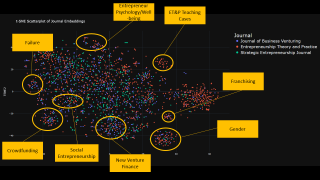 t-SNE Scatterplot of Journal Embeddings
Entrepreneur
Psychology/Well
being
ET&P Teaching
Cases
Failure
Journal
Journal of Business Venturing
Entrepreneurship Theory and Practice
Strategic Entrepreneurship Journal
Franchising
Gender
Crowdfunding
Social
Entrepreneurship
New Venture
Finance